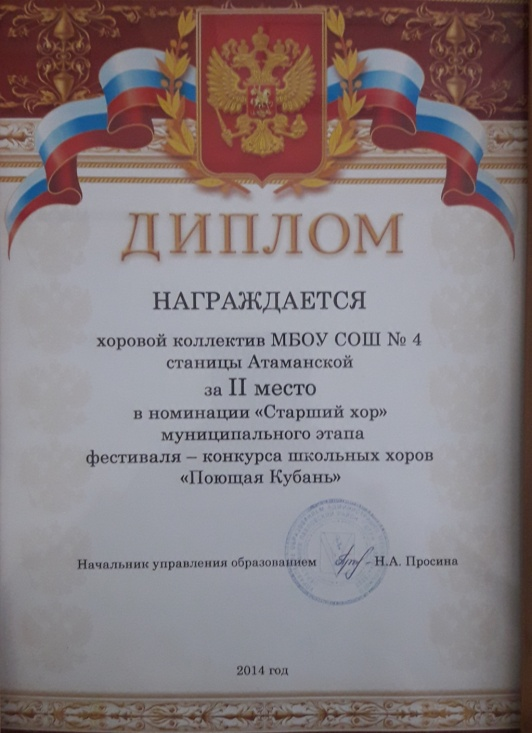 ДИПЛОМ
НАГРАЖДАЕТСЯ
хоровой коллектив МБОУ СОШ № 4
станицы Атаманской
за II место
в номинации «Старший хор»
муниципального этапа
фестиваля – конкурса школьных хоров
«Поющая Кубань»
Начальник управления образованием Н.А. Просина
2014 год